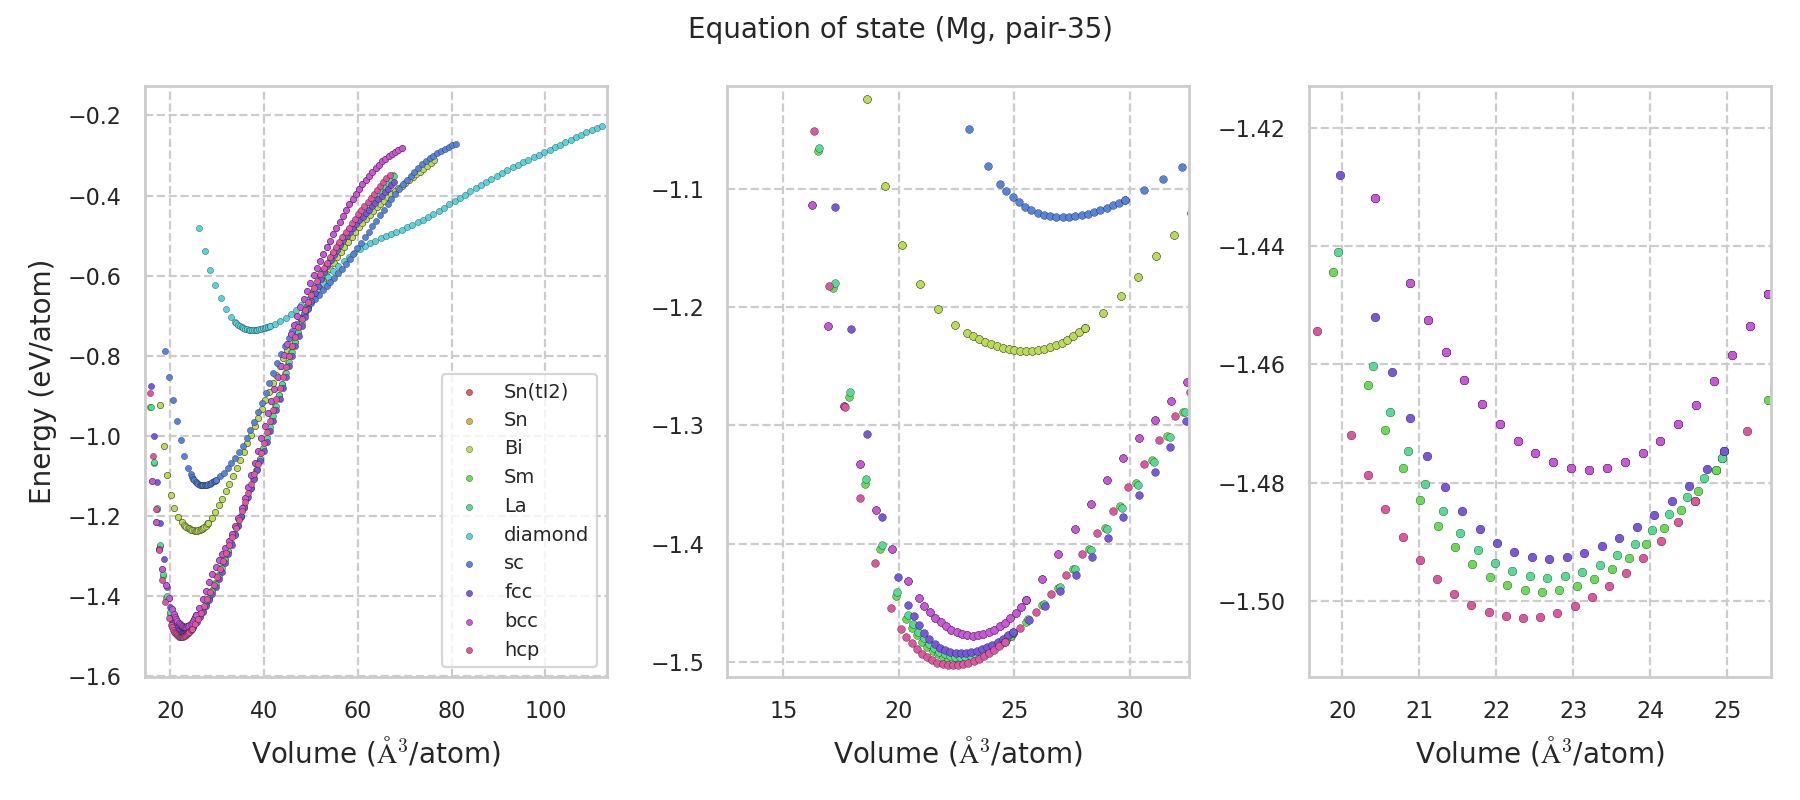 Equation of state (Mg, pair-35)
Energy (eV/atom)
−0.2
−0.4
−0.6
−0.8
−1.0
−1.2
−1.4
−1.6
20 40 60 80 100
Volume (Å³/atom)
Sn(tI2)
Sn
Bi
Sm
La
diamond
sc
fcc
bcc
hcp
−1.1
−1.2
−1.3
−1.4
−1.5
15 20 25 30
Volume (Å³/atom)
−1.42
−1.44
−1.46
−1.48
−1.50
20 21 22 23 24 25
Volume (Å³/atom)